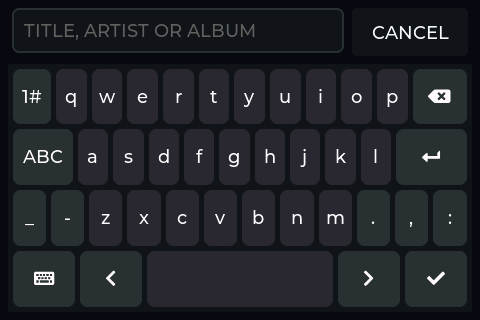 TITLE, ARTIST OR ALBUM CANCEL
1# q w e r t y u i o p
ABC a s d f g h j k l
_ - z x c v b n m . , :